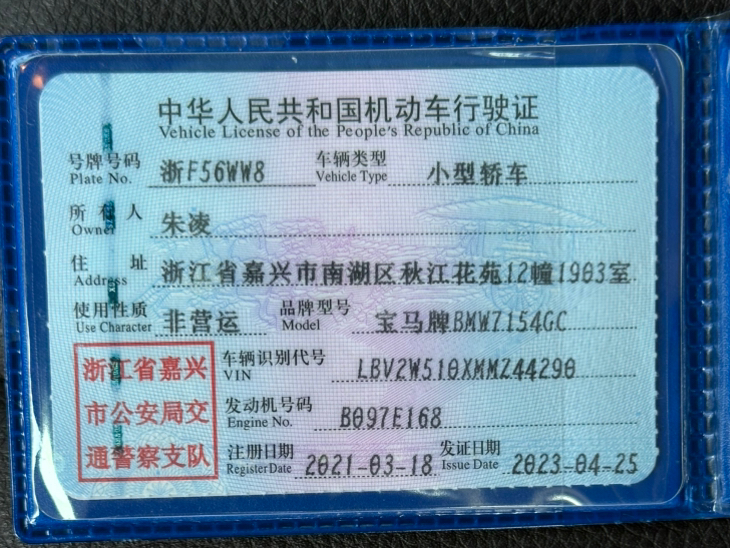 中华人民共和国机动车行驶证
Vehicle License of the People's Republic of China
号牌号码 浙F56WW8 车辆类型 小型轿车
Plate No. Vehicle Type
所有人 朱凌
Owner
住址 浙江省嘉兴市南湖区秋江花苑12幢1903室
Address
使用性质 非营运 品牌型号 宝马牌BMW7154GC
Use Character Model
浙江省嘉兴
市公安局交
通警察支队
车辆识别代号 LBV2W510XMMZ44290
VIN
发动机号码 B097E168
Engine No.
注册日期 2021-03-18 发证日期 2023-04-25
Register Date Issue Date